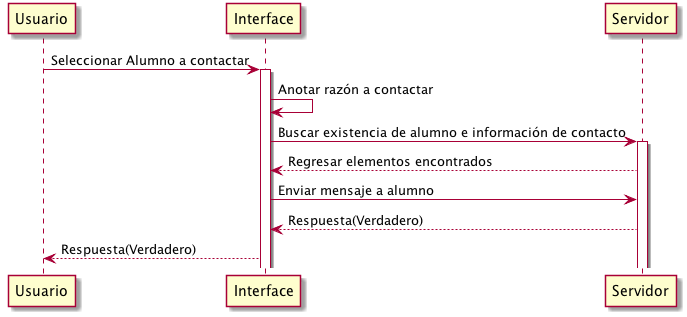 Usuario
Interface
Servidor
Seleccionar Alumno a contactar
Anotar razón a contactar
Buscar existencia de alumno e información de contacto
Regresar elementos encontrados
Enviar mensaje a alumno
Respuesta(Verdadero)
Respuesta(Verdadero)
Usuario
Interface
Servidor